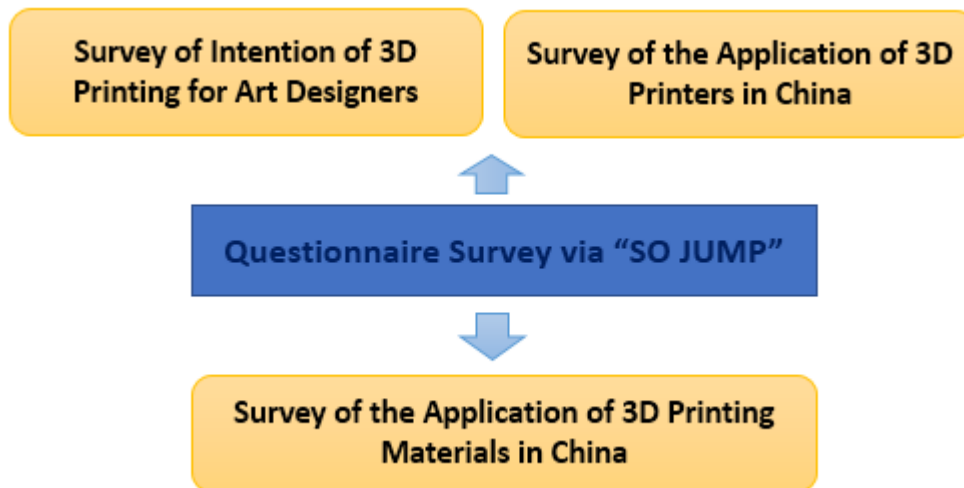 Survey of Intention of 3D
Printing for Art Designers
Survey of the Application of 3D
Printers in China
Questionnaire Survey via “SO JUMP”
Survey of the Application of 3D Printing
Materials in China